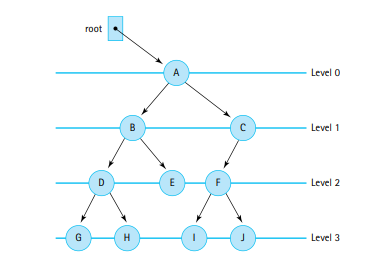 root
A Level 0
B C Level 1
D E F Level 2
G H I J Level 3